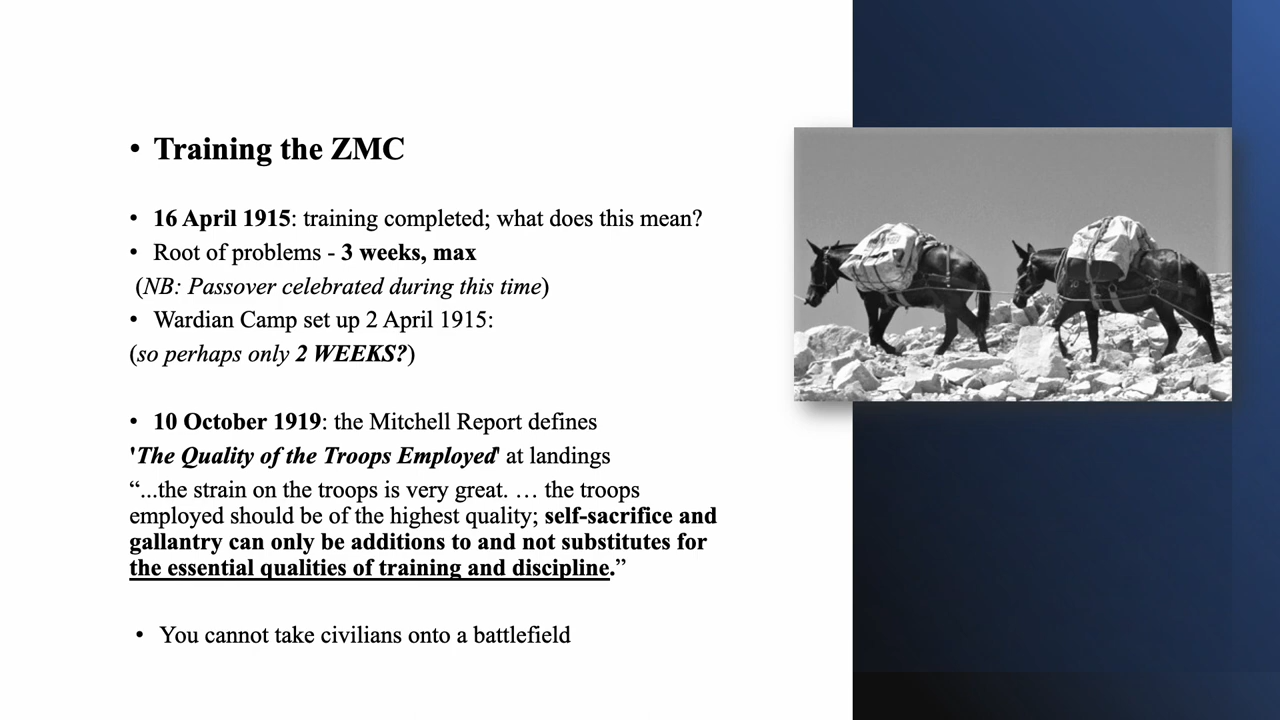 • Training the ZMC
• 16 April 1915: training completed; what does this mean?
• Root of problems - 3 weeks, max
(NB: Passover celebrated during this time)
• Wardian Camp set up 2 April 1915:
(so perhaps only 2 WEEKS?)
• 10 October 1919: the Mitchell Report defines
'The Quality of the Troops Employed' at landings
“...the strain on the troops is very great. … the troops
employed should be of the highest quality; self-sacrifice and
gallantry can only be additions to and not substitutes for
the essential qualities of training and discipline.”
• You cannot take civilians onto a battlefield